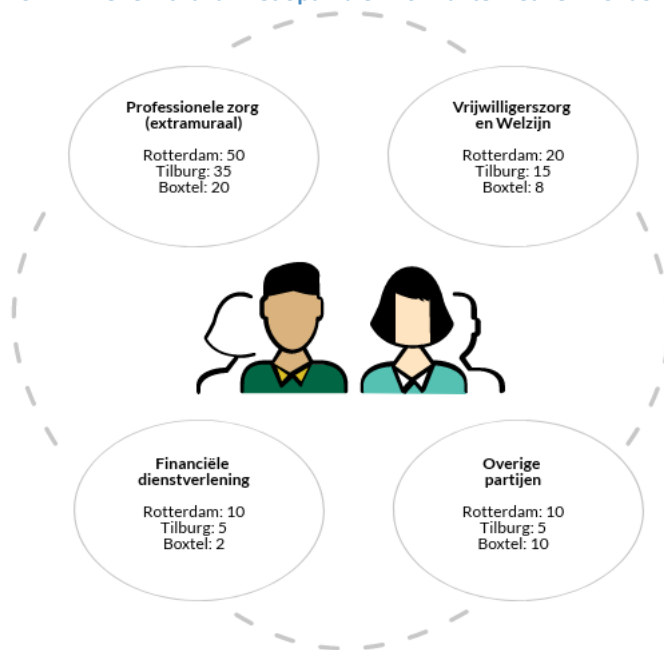 Professionele zorg
(extramuraal)
Rotterdam: 50
Tilburg: 35
Boxtel: 20
Vrijwilligerszorg
en Welzijn
Rotterdam: 20
Tilburg: 15
Boxtel: 8
Financiële
dienstverlening
Rotterdam: 10
Tilburg: 5
Boxtel: 2
Overige
partijen
Rotterdam: 10
Tilburg: 5
Boxtel: 10